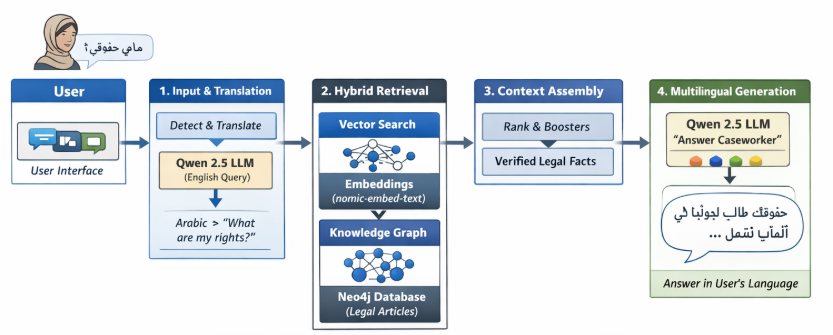 حقوقي؟
User
User Interface
1. Input & Translation
Detect & Translate
Qwen 2.5 LLM
(English Query)
Arabic > "What
are my rights?"
2. Hybrid Retrieval
Vector Search
Embeddings
(nomic-embed-text)
Knowledge Graph
Neo4j Database
(Legal Articles)
3. Context Assembly
Rank & Boosters
Verified Legal Facts
4. Multilingual Generation
Qwen 2.5 LLM
"Answer Caseworker"
حقوقك طالب
...
Answer in User's Language